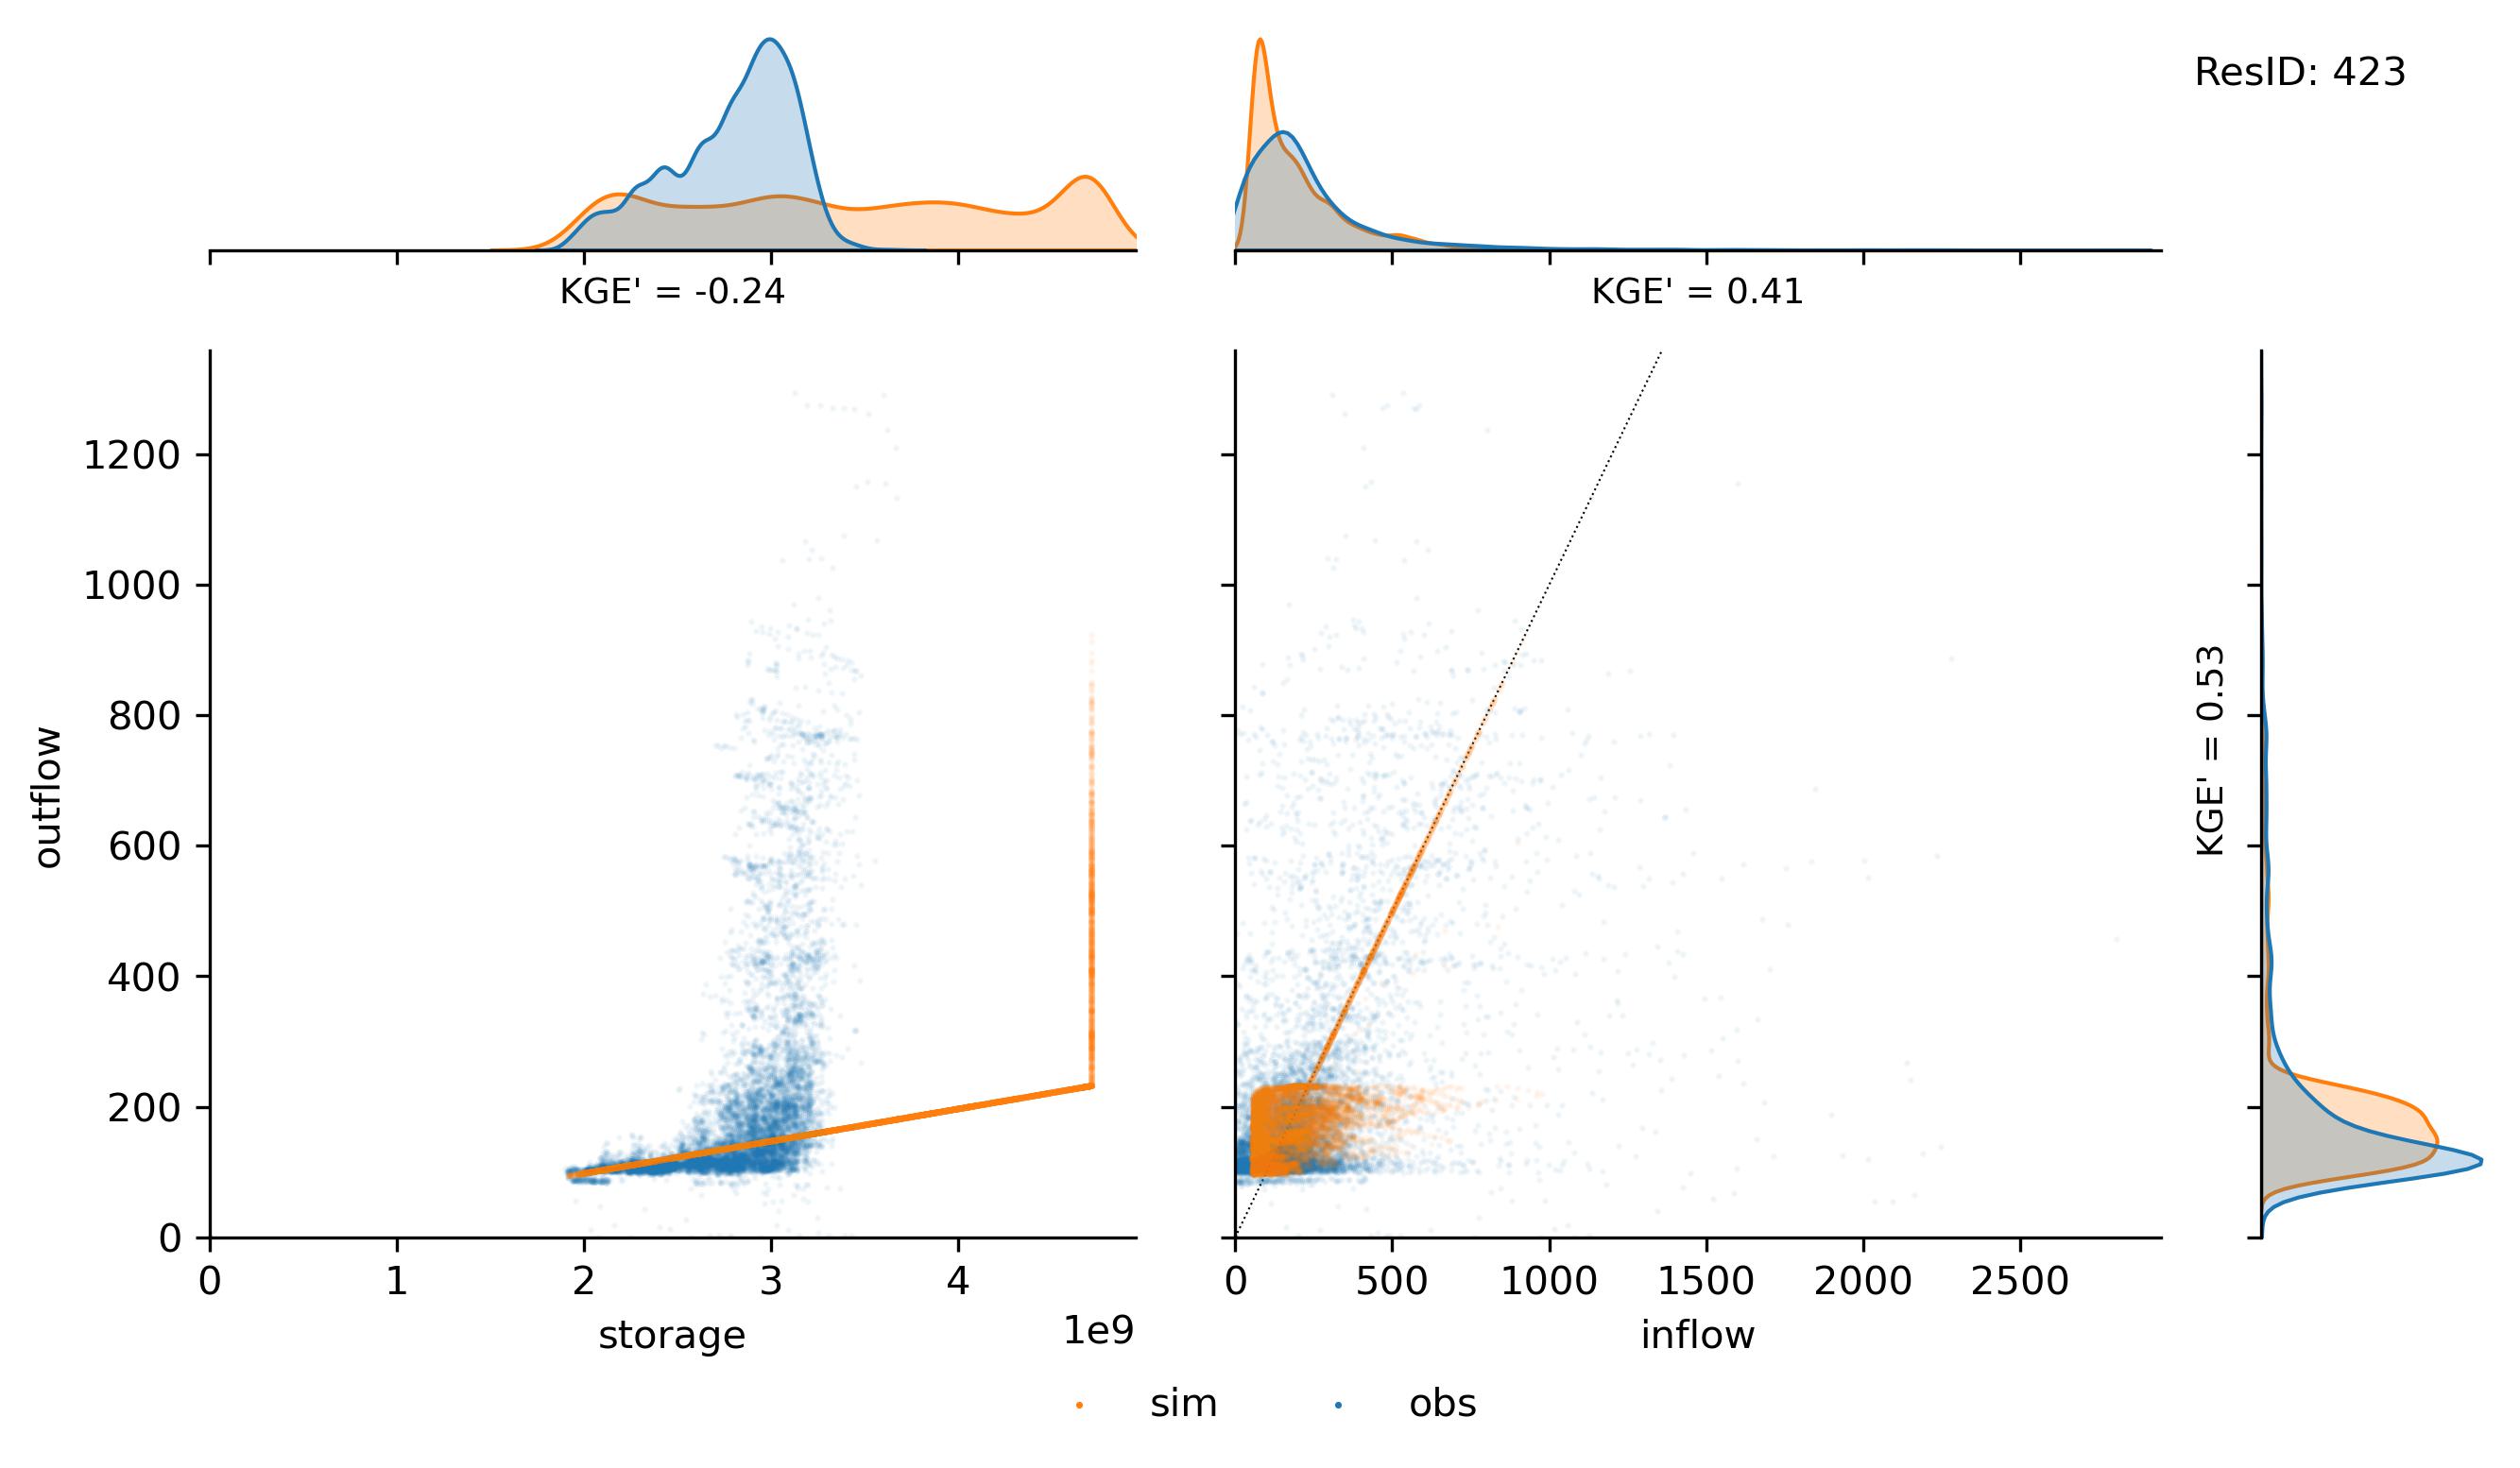 ResID: 423
KGE' = -0.24
KGE' = 0.41
outflow
1200
1000
800
600
400
200
0
KGE' = 0.53
0 1 2 3 4
0 500 1000 1500 2000 2500
storage
1e9
inflow
sim
obs